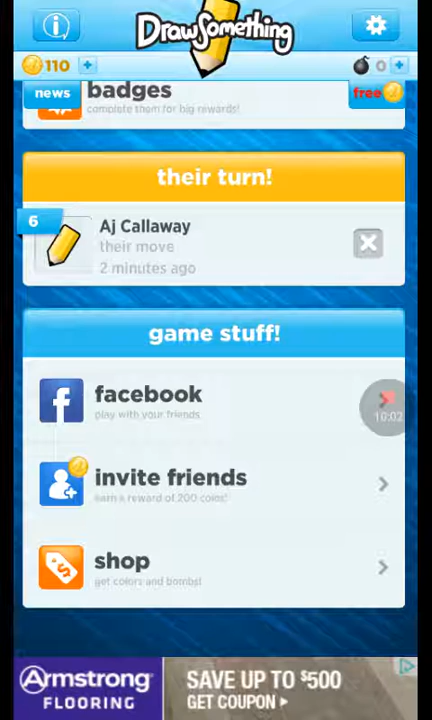 DrawSomething
110
0
badges
news
free
complete them for big rewards!
their turn!
6
Aj Callaway
their move
2 minutes ago
game stuff!
facebook
play with your friends
10:02
invite friends
earn a reward of 200 coins!
shop
get colors and bombs!
Armstrong
FLOORING
SAVE UP TO $500
GET COUPON